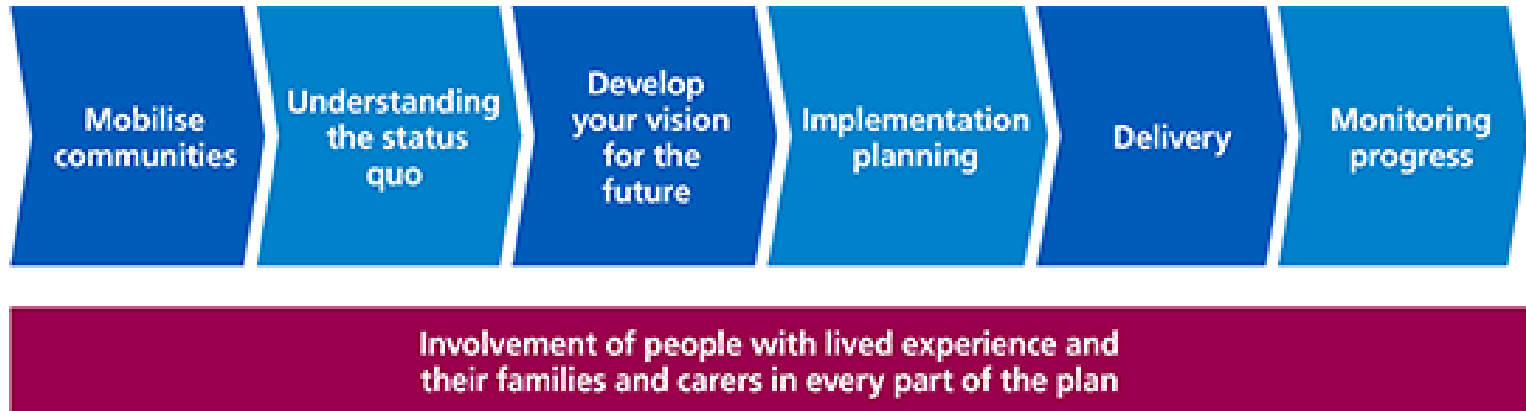 Mobilise
communities
Understanding
the status
quo
Develop
your vision
for the
future
Implementation
planning
Delivery
Monitoring
progress
Involvement of people with lived experience and
their families and carers in every part of the plan